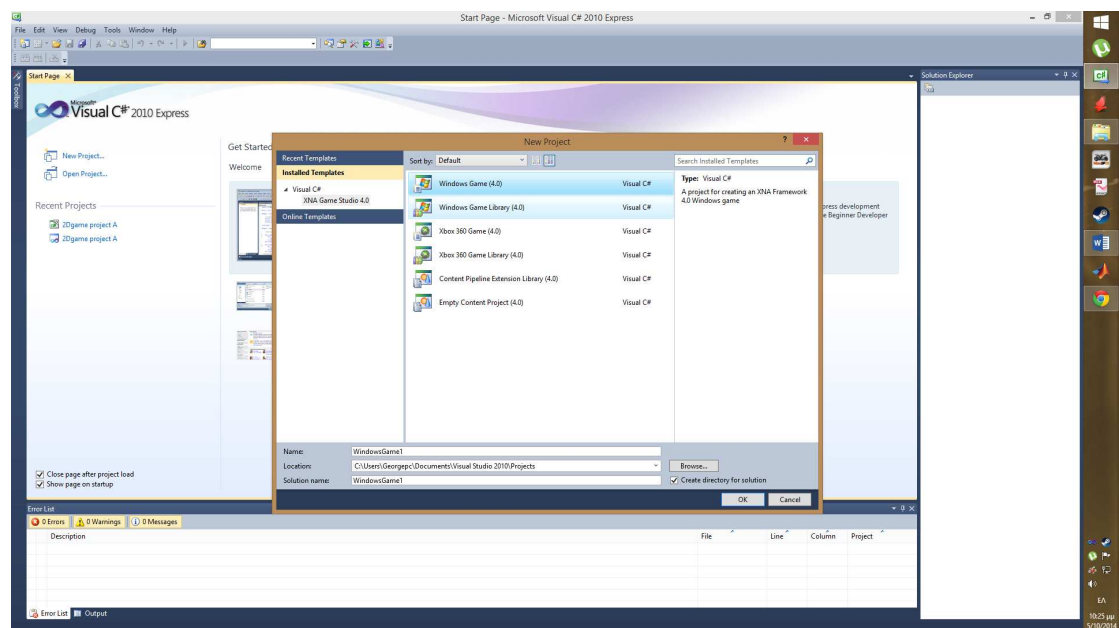 Start Page - Microsoft Visual C# 2010 Express
File Edit View Debug Tools Window Help
Toolbox
Start Page
Solution Explorer
Microsoft
Visual C# 2010 Express
New Project...
Open Project...
Recent Projects
2Dgame project A
2Dgame project A
Close page after project load
Show page on startup
Get Started
Welcome
press development
e Beginner Developer
New Project
Recent Templates
Installed Templates
Visual C#
XNA Game Studio 4.0
Online Templates
Sort by: Default
Search Installed Templates
Windows Game (4.0) Visual C#
Windows Game Library (4.0) Visual C#
Xbox 360 Game (4.0) Visual C#
Xbox 360 Game Library (4.0) Visual C#
Content Pipeline Extension Library (4.0) Visual C#
Empty Content Project (4.0) Visual C#
Type: Visual C#
A project for creating an XNA Framework
4.0 Windows game
Name: WindowsGame1
Location: C:\Users\Georgepc\Documents\Visual Studio 2010\Projects
Browse...
Solution name: WindowsGame1
Create directory for solution
OK Cancel
Error List
0 Errors 0 Warnings 0 Messages
Description File Line Column Project
Error List Output
ΕΛ
10:25 μμ
5/10/2014